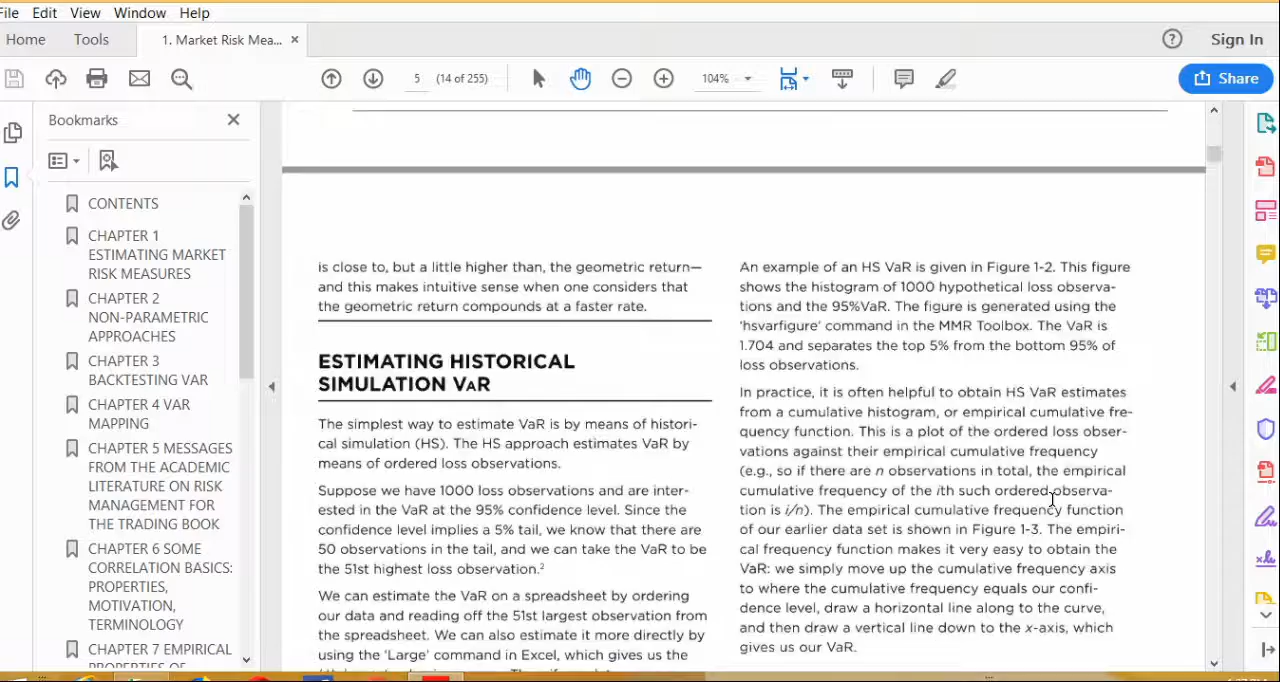 File Edit View Window Help
Home Tools 1. Market Risk Mea... × Sign In
5 (14 of 255) 104% Share
Bookmarks
CONTENTS
CHAPTER 1
ESTIMATING MARKET
RISK MEASURES
CHAPTER 2
NON-PARAMETRIC
APPROACHES
CHAPTER 3
BACKTESTING VAR
CHAPTER 4 VAR
MAPPING
CHAPTER 5 MESSAGES
FROM THE ACADEMIC
LITERATURE ON RISK
MANAGEMENT FOR
THE TRADING BOOK
CHAPTER 6 SOME
CORRELATION BASICS:
PROPERTIES,
MOTIVATION,
TERMINOLOGY
CHAPTER 7 EMPIRICAL
PROPERTIES OF
is close to, but a little higher than, the geometric return—
and this makes intuitive sense when one considers that
the geometric return compounds at a faster rate.
ESTIMATING HISTORICAL
SIMULATION VAR
The simplest way to estimate VaR is by means of histori-
cal simulation (HS). The HS approach estimates VaR by
means of ordered loss observations.
Suppose we have 1000 loss observations and are inter-
ested in the VaR at the 95% confidence level. Since the
confidence level implies a 5% tail, we know that there are
50 observations in the tail, and we can take the VaR to be
the 51st highest loss observation.²
We can estimate the VaR on a spreadsheet by ordering
our data and reading off the 51st largest observation from
the spreadsheet. We can also estimate it more directly by
using the 'Large' command in Excel, which gives us the
An example of an HS VaR is given in Figure 1-2. This figure
shows the histogram of 1000 hypothetical loss observa-
tions and the 95%VaR. The figure is generated using the
'hsvarfigure' command in the MMR Toolbox. The VaR is
1.704 and separates the top 5% from the bottom 95% of
loss observations.
In practice, it is often helpful to obtain HS VaR estimates
from a cumulative histogram, or empirical cumulative fre-
quency function. This is a plot of the ordered loss obser-
vations against their empirical cumulative frequency
(e.g., so if there are n observations in total, the empirical
cumulative frequency of the ith such ordered observa-
tion is i/n). The empirical cumulative frequency function
of our earlier data set is shown in Figure 1-3. The empiri-
cal frequency function makes it very easy to obtain the
VaR: we simply move up the cumulative frequency axis
to where the cumulative frequency equals our confi-
dence level, draw a horizontal line along to the curve,
and then draw a vertical line down to the x-axis, which
gives us our VaR.